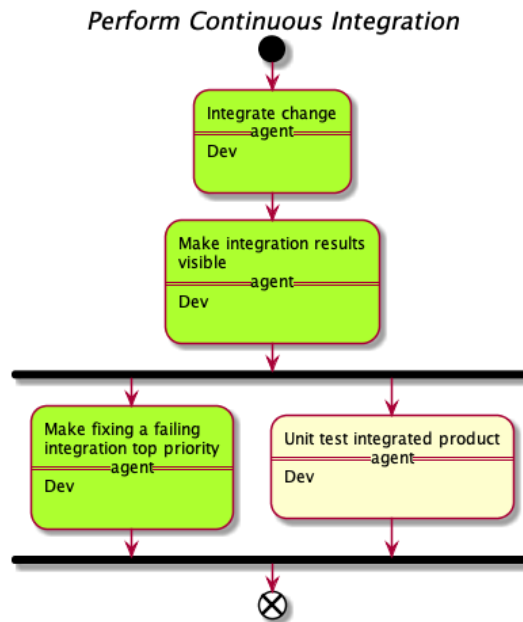 Perform Continuous Integration
Integrate change
agent
Dev
Make integration results
visible
agent
Dev
Make fixing a failing
integration top priority
agent
Dev
Unit test integrated product
agent
Dev